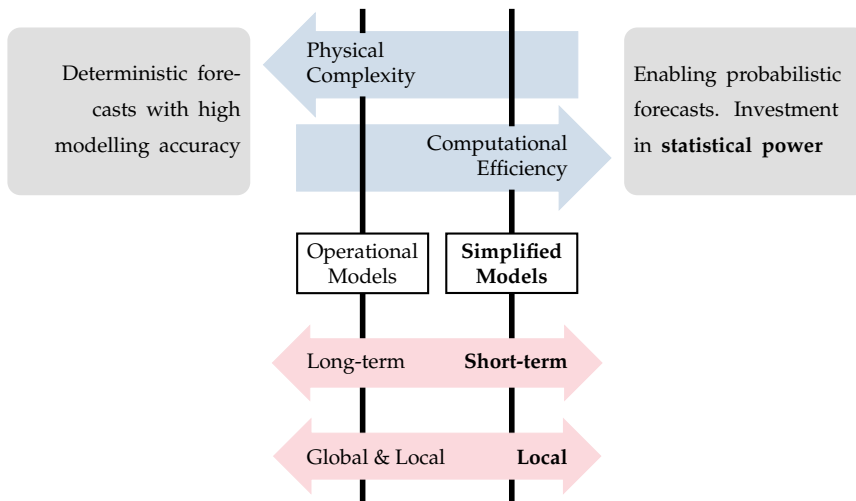 Deterministic fore-
casts with high
modelling accuracy
Physical
Complexity
Computational
Efficiency
Enabling probabilistic
forecasts. Investment
in statistical power
Operational
Models
Simplified
Models
Long-term
Short-term
Global & Local
Local